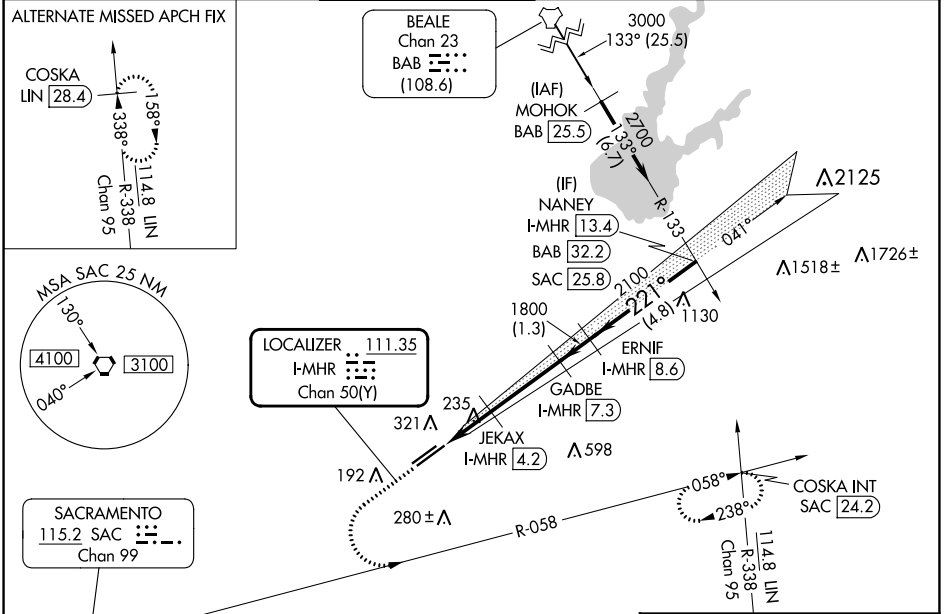 ALTERNATE MISSED APCH FIX
COSKA
LIN 28.4
158°
338°
R-338
114.8 LIN
Chan 95
BEALE
Chan 23
BAB
(108.6)
3000
133° (25.5)
(IAF)
MOHOK
BAB 25.5
2700
133°
(6.7)
R-133
(IF)
NANEY
I-MHR 13.4
BAB 32.2
SAC 25.8
041°
2125
1518±
1726±
1130
2100
221°
(4.8)
1800
(1.3)
ERNIF
I-MHR 8.6
GADBE
I-MHR 7.3
JEKAX
I-MHR 4.2
598
235
321
192
280±
MSA SAC 25 NM
130°
4100
3100
040°
LOCALIZER 111.35
I-MHR
Chan 50(Y)
SACRAMENTO
115.2 SAC
Chan 99
R-058
058°
238°
COSKA INT
SAC 24.2
R-338
114.8 LIN
Chan 95